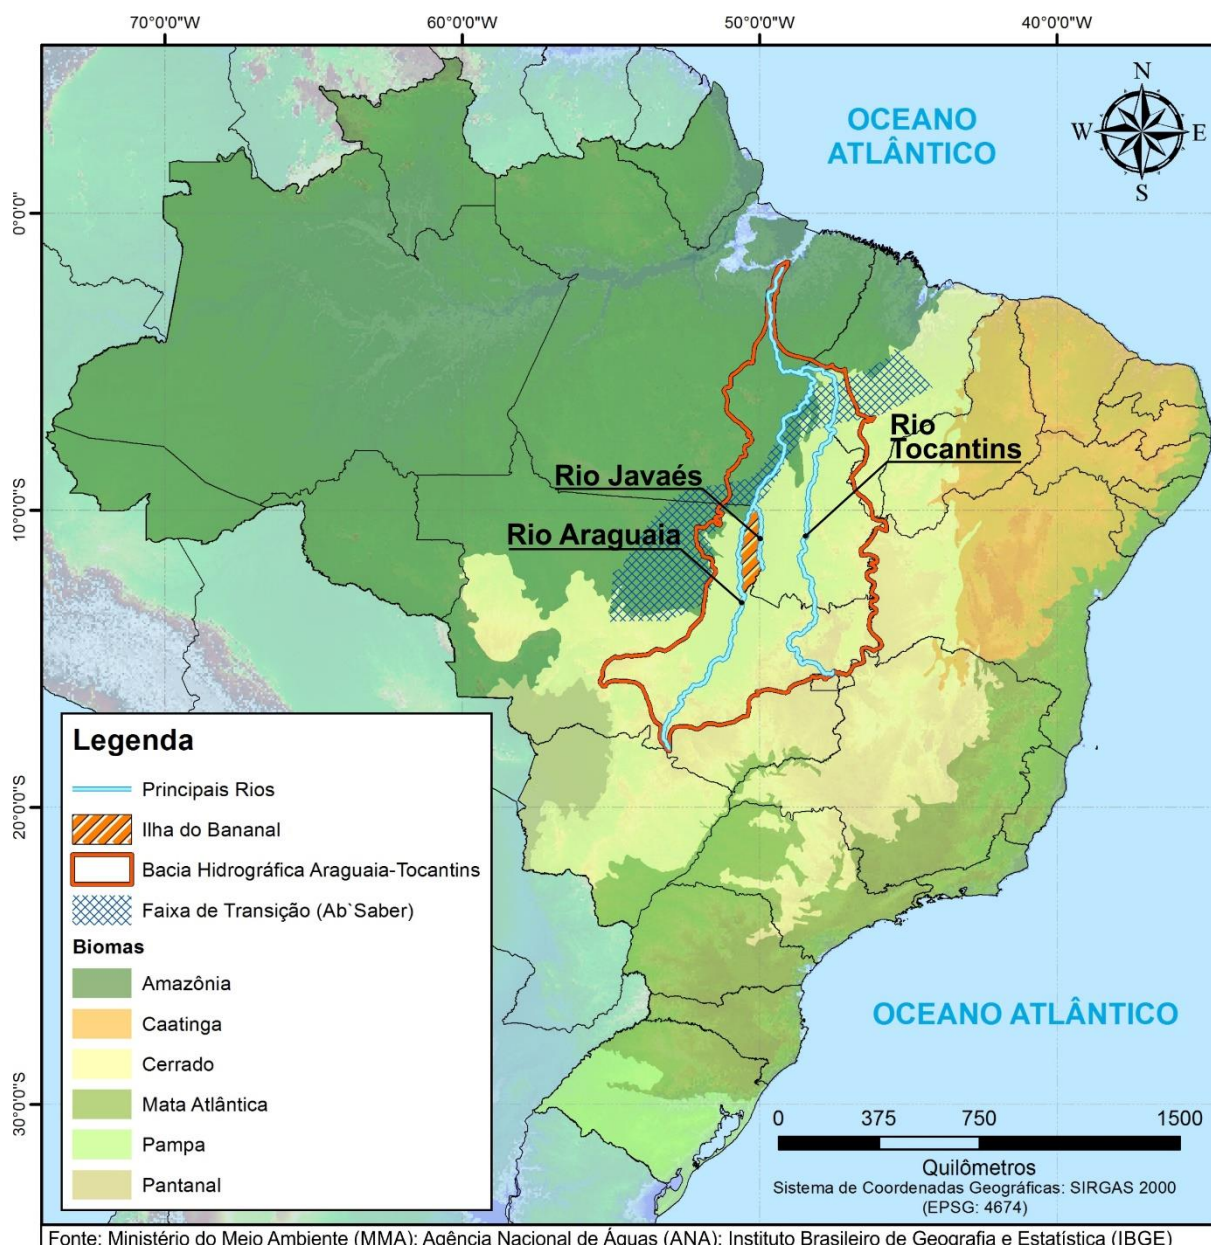 70°0'0"W
60°0'0"W
50°0'0"W
40°0'0"W
0°0'0"
10°0'0"S
20°0'0"S
30°0'0"S
N
W
E
S
OCEANO
ATLÂNTICO
Rio
Tocantins
Rio Javaés
Rio Araguaia
OCEANO ATLÂNTICO
Legenda
Principais Rios
Ilha do Bananal
Bacia Hidrográfica Araguaia-Tocantins
Faixa de Transição (Ab`Saber)
Biomas
Amazônia
Caatinga
Cerrado
Mata Atlântica
Pampa
Pantanal
0 375 750 1500
Quilômetros
Sistema de Coordenadas Geográficas: SIRGAS 2000
(EPSG: 4674)
Fonte: Ministério do Meio Ambiente (MMA); Agência Nacional de Águas (ANA); Instituto Brasileiro de Geografia e Estatística (IBGE)